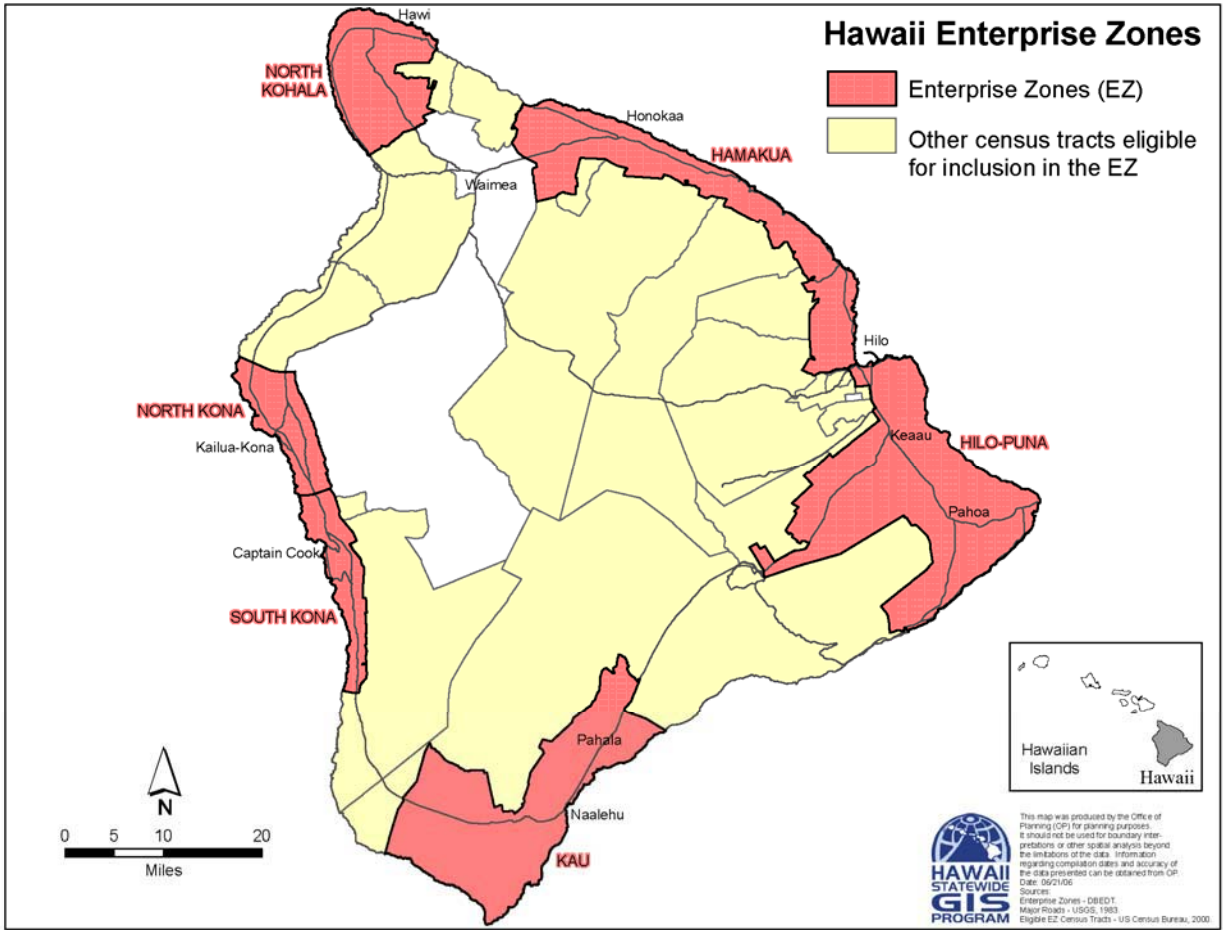 Hawaii Enterprise Zones
Enterprise Zones (EZ)
Other census tracts eligible
for inclusion in the EZ
Hawi
NORTH
KOHALA
Honokaa
HAMAKUA
Waimea
Hilo
NORTH KONA
Kailua-Kona
Keaau
HILO-PUNA
Pahoa
Captain Cook
SOUTH KONA
Pahala
Naalehu
KAU
N
0 5 10 20
Miles
Hawaiian
Islands
Hawaii
HAWAII
STATEWIDE
GIS
PROGRAM
This map was produced by the Office of
Planning (OP) for planning purposes.
It should not be used for boundary inter-
pretations or other spatial analysis beyond
the limitations of the data. Information
regarding compilation dates and accuracy of
the data presented can be obtained from OP.
Date: 06/21/06
Sources:
Enterprise Zones - DBEDT.
Major Roads - USGS, 1983.
Eligible EZ Census Tracts - US Census Bureau, 2000.